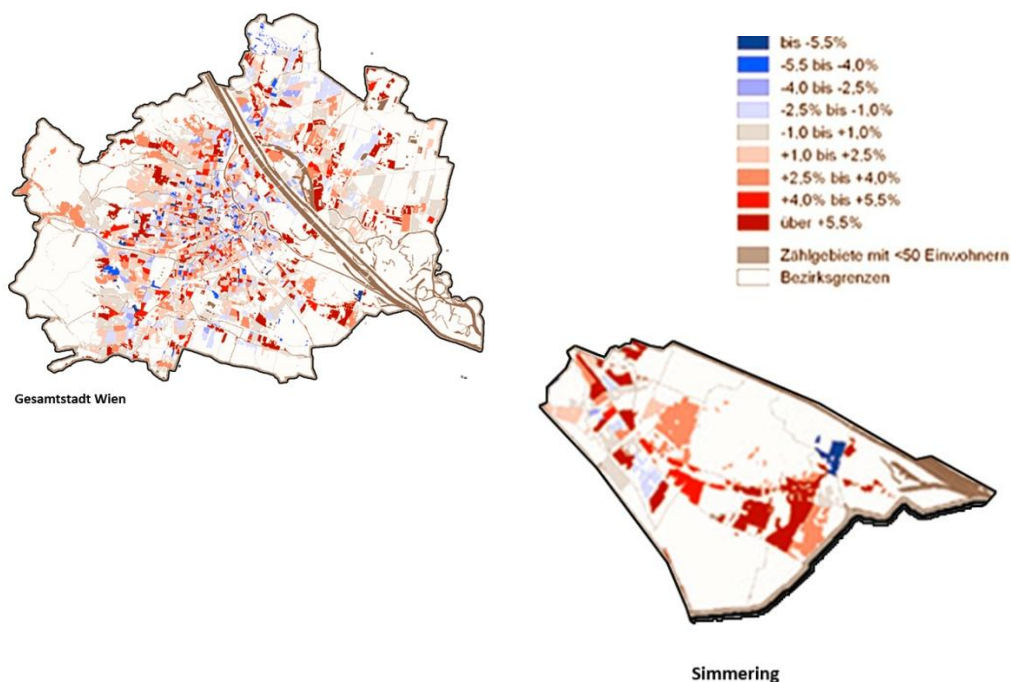 bis -5,5%
-5,5 bis -4,0%
-4,0 bis -2,5%
-2,5% bis -1,0%
-1,0 bis +1,0%
+1,0 bis +2,5%
+2,5% bis +4,0%
+4,0% bis +5,5%
über +5,5%
Zählgebiete mit <50 Einwohnern
Bezirksgrenzen
Gesamtstadt Wien
Simmering